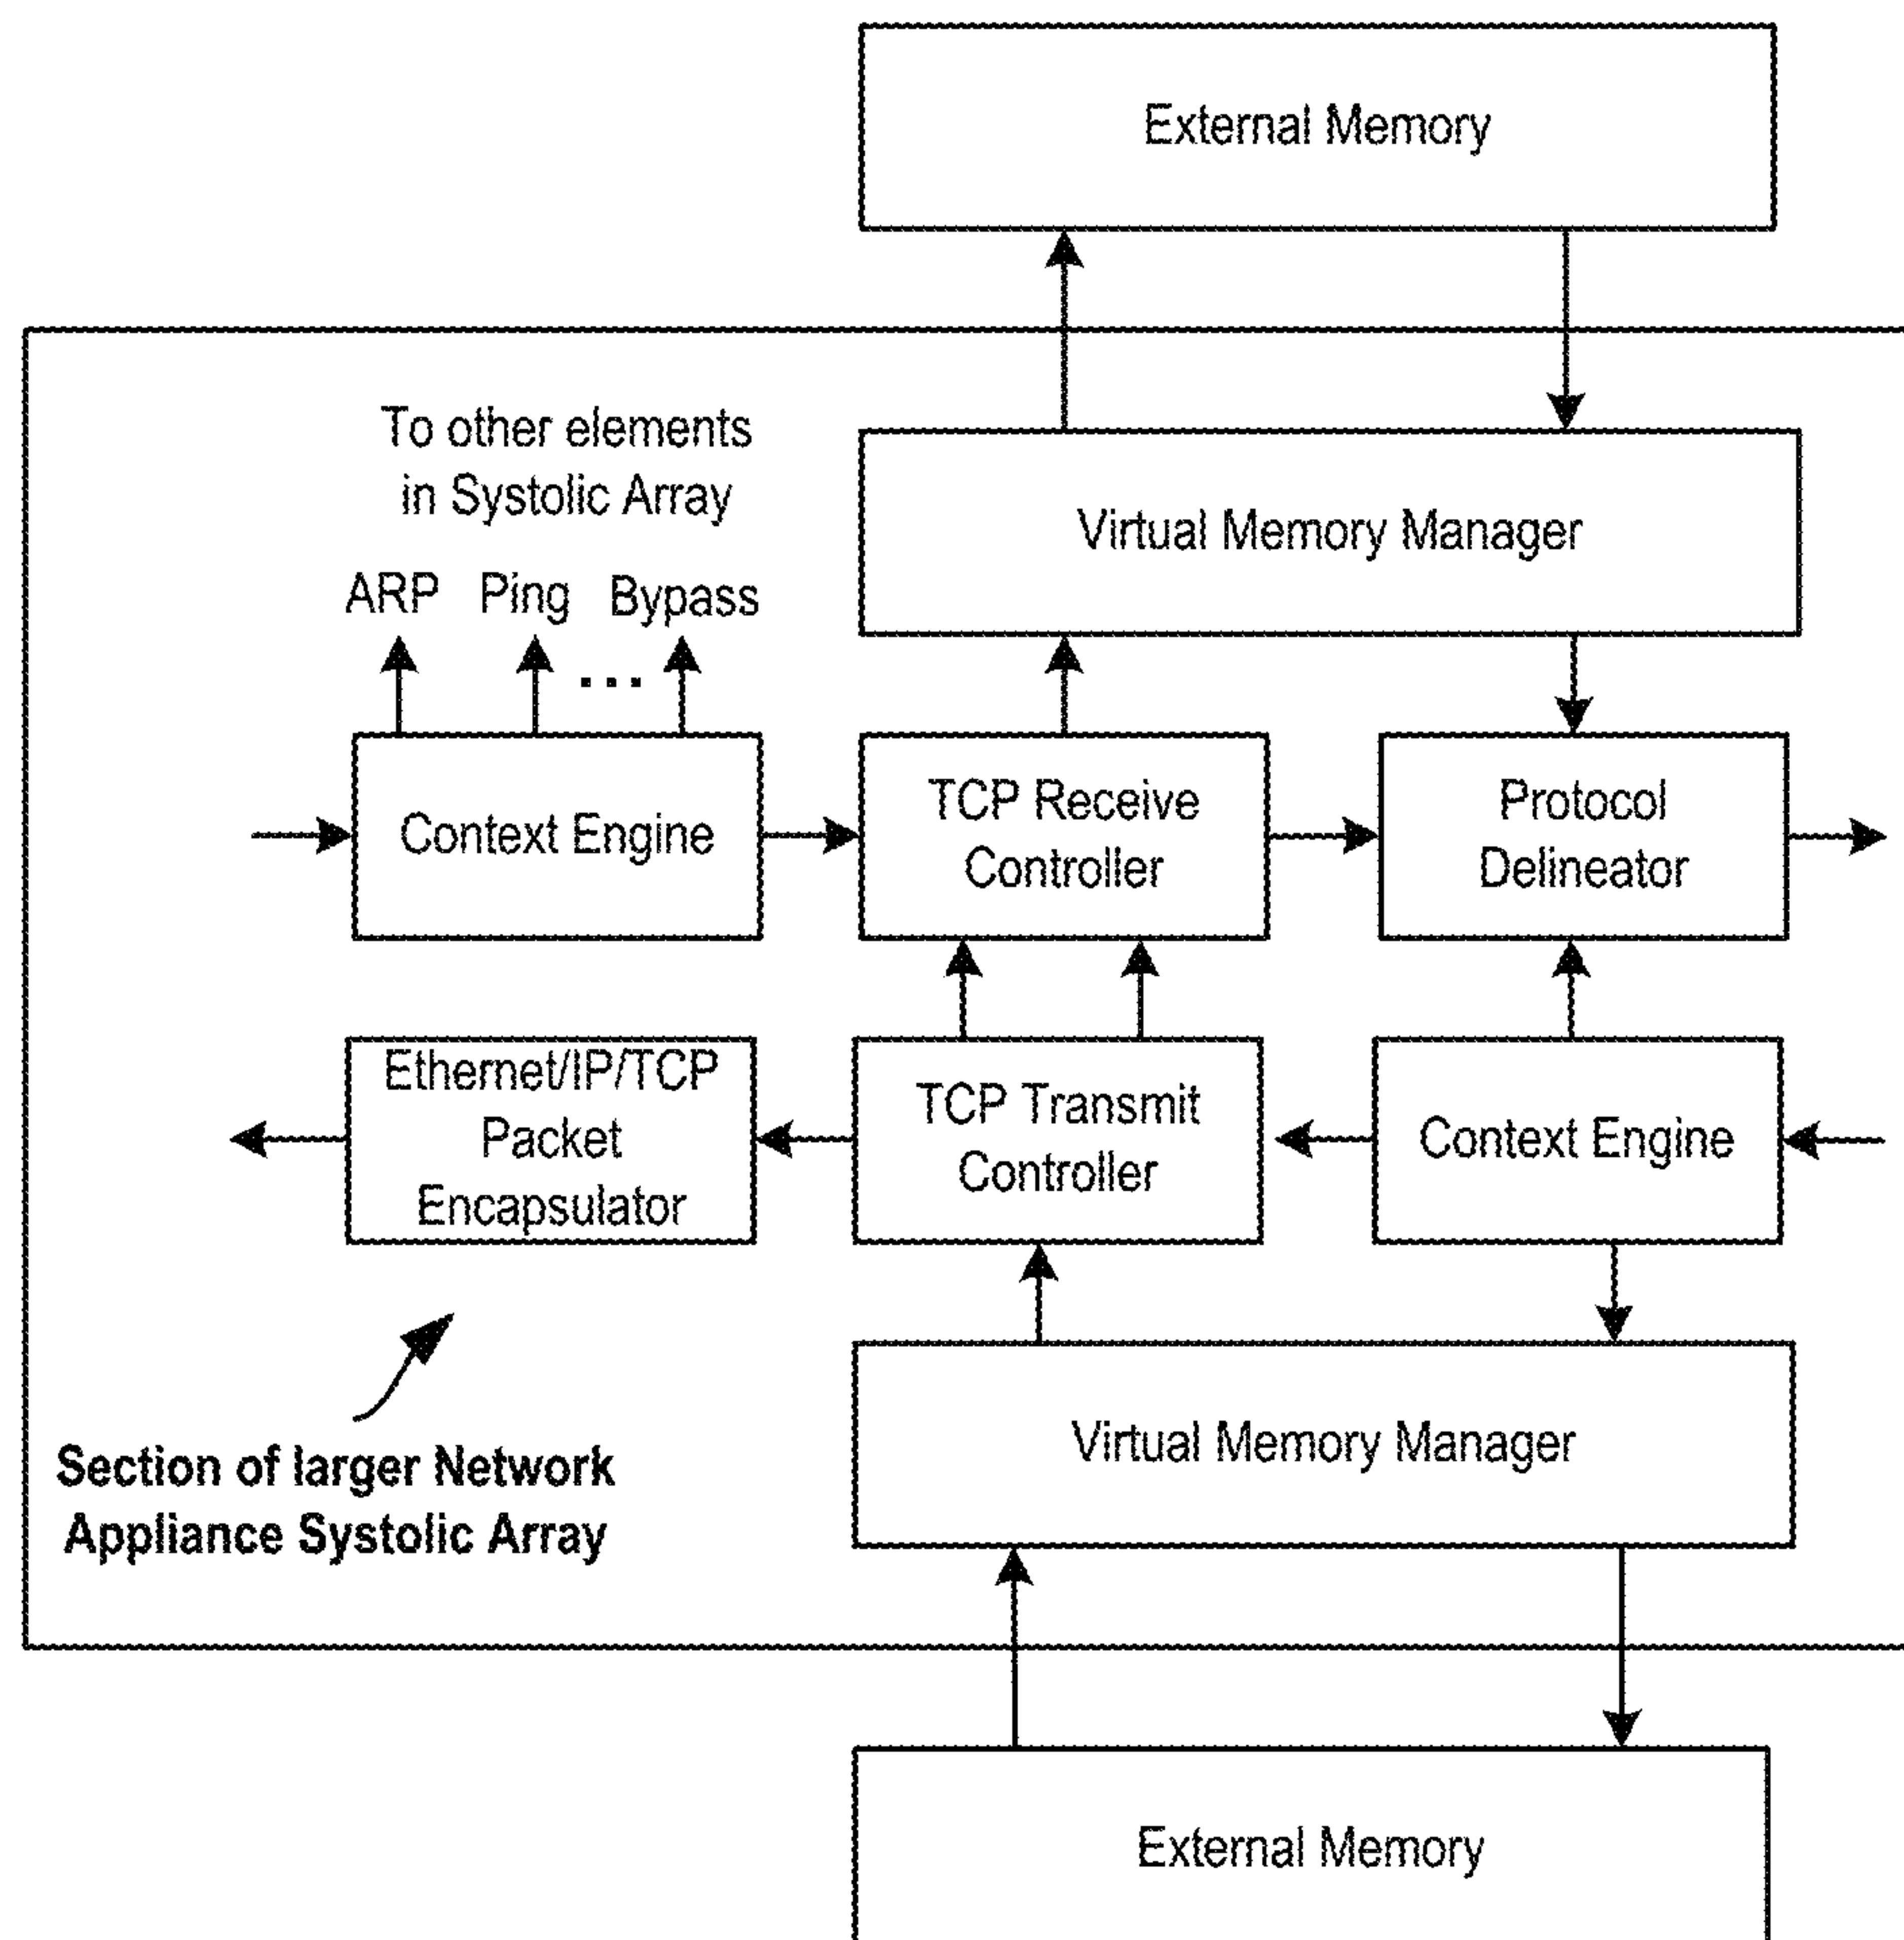 External Memory
To other elements
in Systolic Array
Virtual Memory Manager
ARP Ping Bypass
...
Context Engine
TCP Receive
Controller
Protocol
Delineator
Ethernet/IP/TCP
Packet
Encapsulator
TCP Transmit
Controller
Context Engine
Virtual Memory Manager
Section of larger Network
Appliance Systolic Array
External Memory